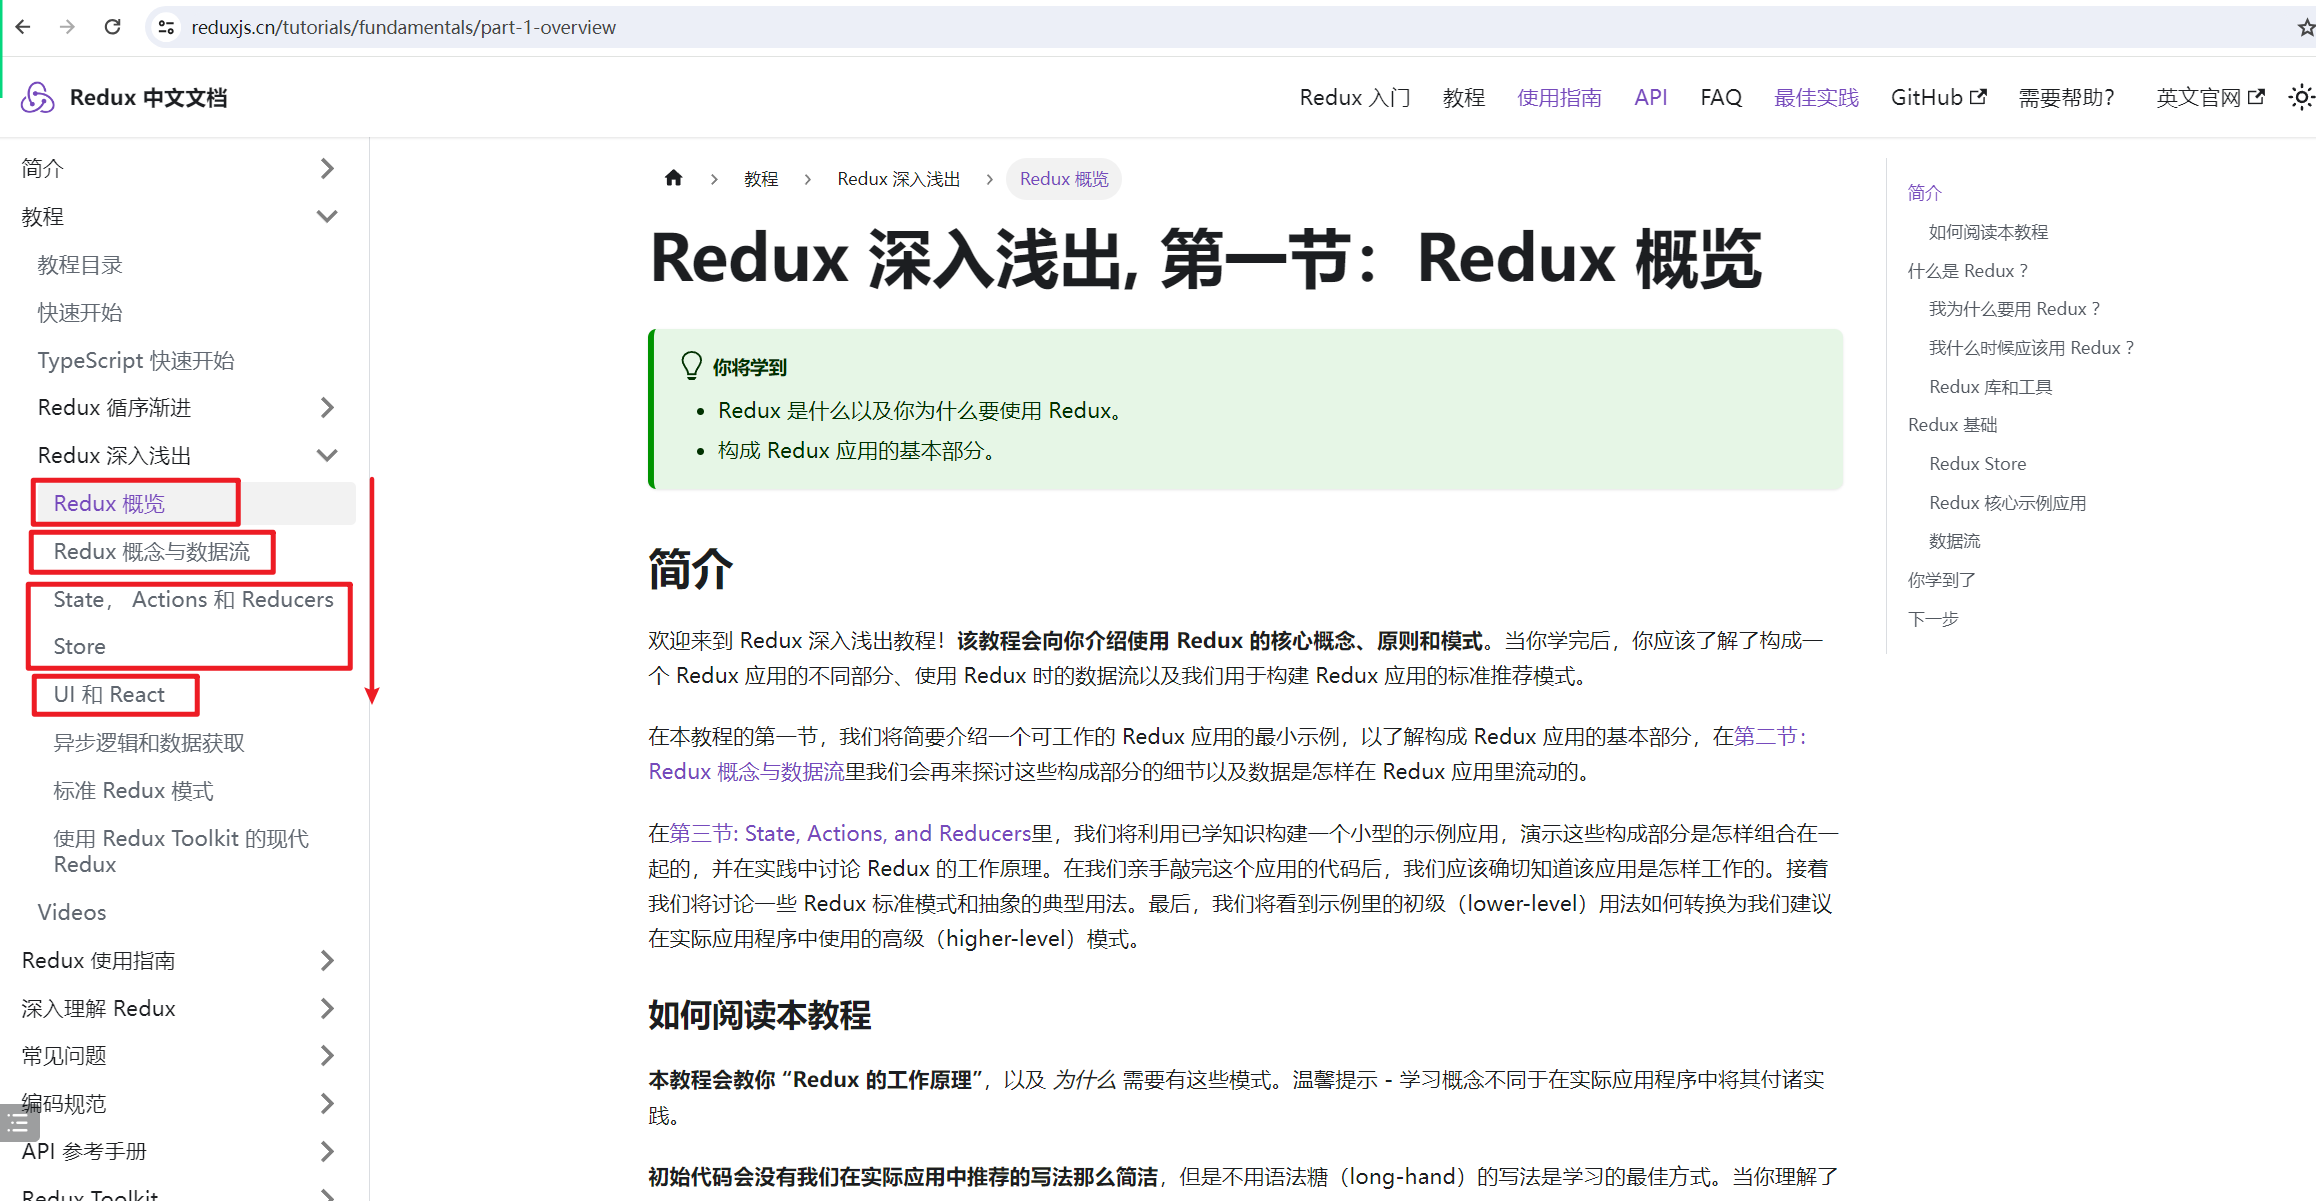 reduxjs.cn/tutorials/fundamentals/part-1-overview
Redux 中文文档
Redux 入门
教程
使用指南
API
FAQ
最佳实践
GitHub
需要帮助？
英文官网
简介
教程
教程目录
快速开始
TypeScript 快速开始
Redux 循序渐进
Redux 深入浅出
Redux 概览
Redux 概念与数据流
State， Actions 和 Reducers
Store
UI 和 React
异步逻辑和数据获取
标准 Redux 模式
使用 Redux Toolkit 的现代
Redux
Videos
Redux 使用指南
深入理解 Redux
常见问题
编码规范
API 参考手册
Redux Toolkit
教程
Redux 深入浅出
Redux 概览
Redux 深入浅出, 第一节：Redux 概览
你将学到
• Redux 是什么以及你为什么要使用 Redux。
• 构成 Redux 应用的基本部分。
简介
欢迎来到 Redux 深入浅出教程！该教程会向你介绍使用 Redux 的核心概念、原则和模式。当你学完后，你应该了解了构成一
个 Redux 应用的不同部分、使用 Redux 时的数据流以及我们用于构建 Redux 应用的标准推荐模式。
在本教程的第一节，我们将简要介绍一个可工作的 Redux 应用的最小示例，以了解构成 Redux 应用的基本部分，在第二节：
Redux 概念与数据流里我们会再来探讨这些构成部分的细节以及数据是怎样在 Redux 应用里流动的。
在第三节: State, Actions, and Reducers里，我们将利用已学知识构建一个小型的示例应用，演示这些构成部分是怎样组合在一
起的，并在实践中讨论 Redux 的工作原理。在我们亲手敲完这个应用的代码后，我们应该确切知道该应用是怎样工作的。接着
我们将讨论一些 Redux 标准模式和抽象的典型用法。最后，我们将看到示例里的初级（lower-level）用法如何转换为我们建议
在实际应用程序中使用的高级（higher-level）模式。
如何阅读本教程
本教程会教你 “Redux 的工作原理”，以及 为什么 需要有这些模式。温馨提示 - 学习概念不同于在实际应用程序中将其付诸实
践。
初始代码会没有我们在实际应用中推荐的写法那么简洁，但是不用语法糖（long-hand）的写法是学习的最佳方式。当你理解了
简介
如何阅读本教程
什么是 Redux？
我为什么要用 Redux？
我什么时候应该用 Redux？
Redux 库和工具
Redux 基础
Redux Store
Redux 核心示例应用
数据流
你学到了
下一步